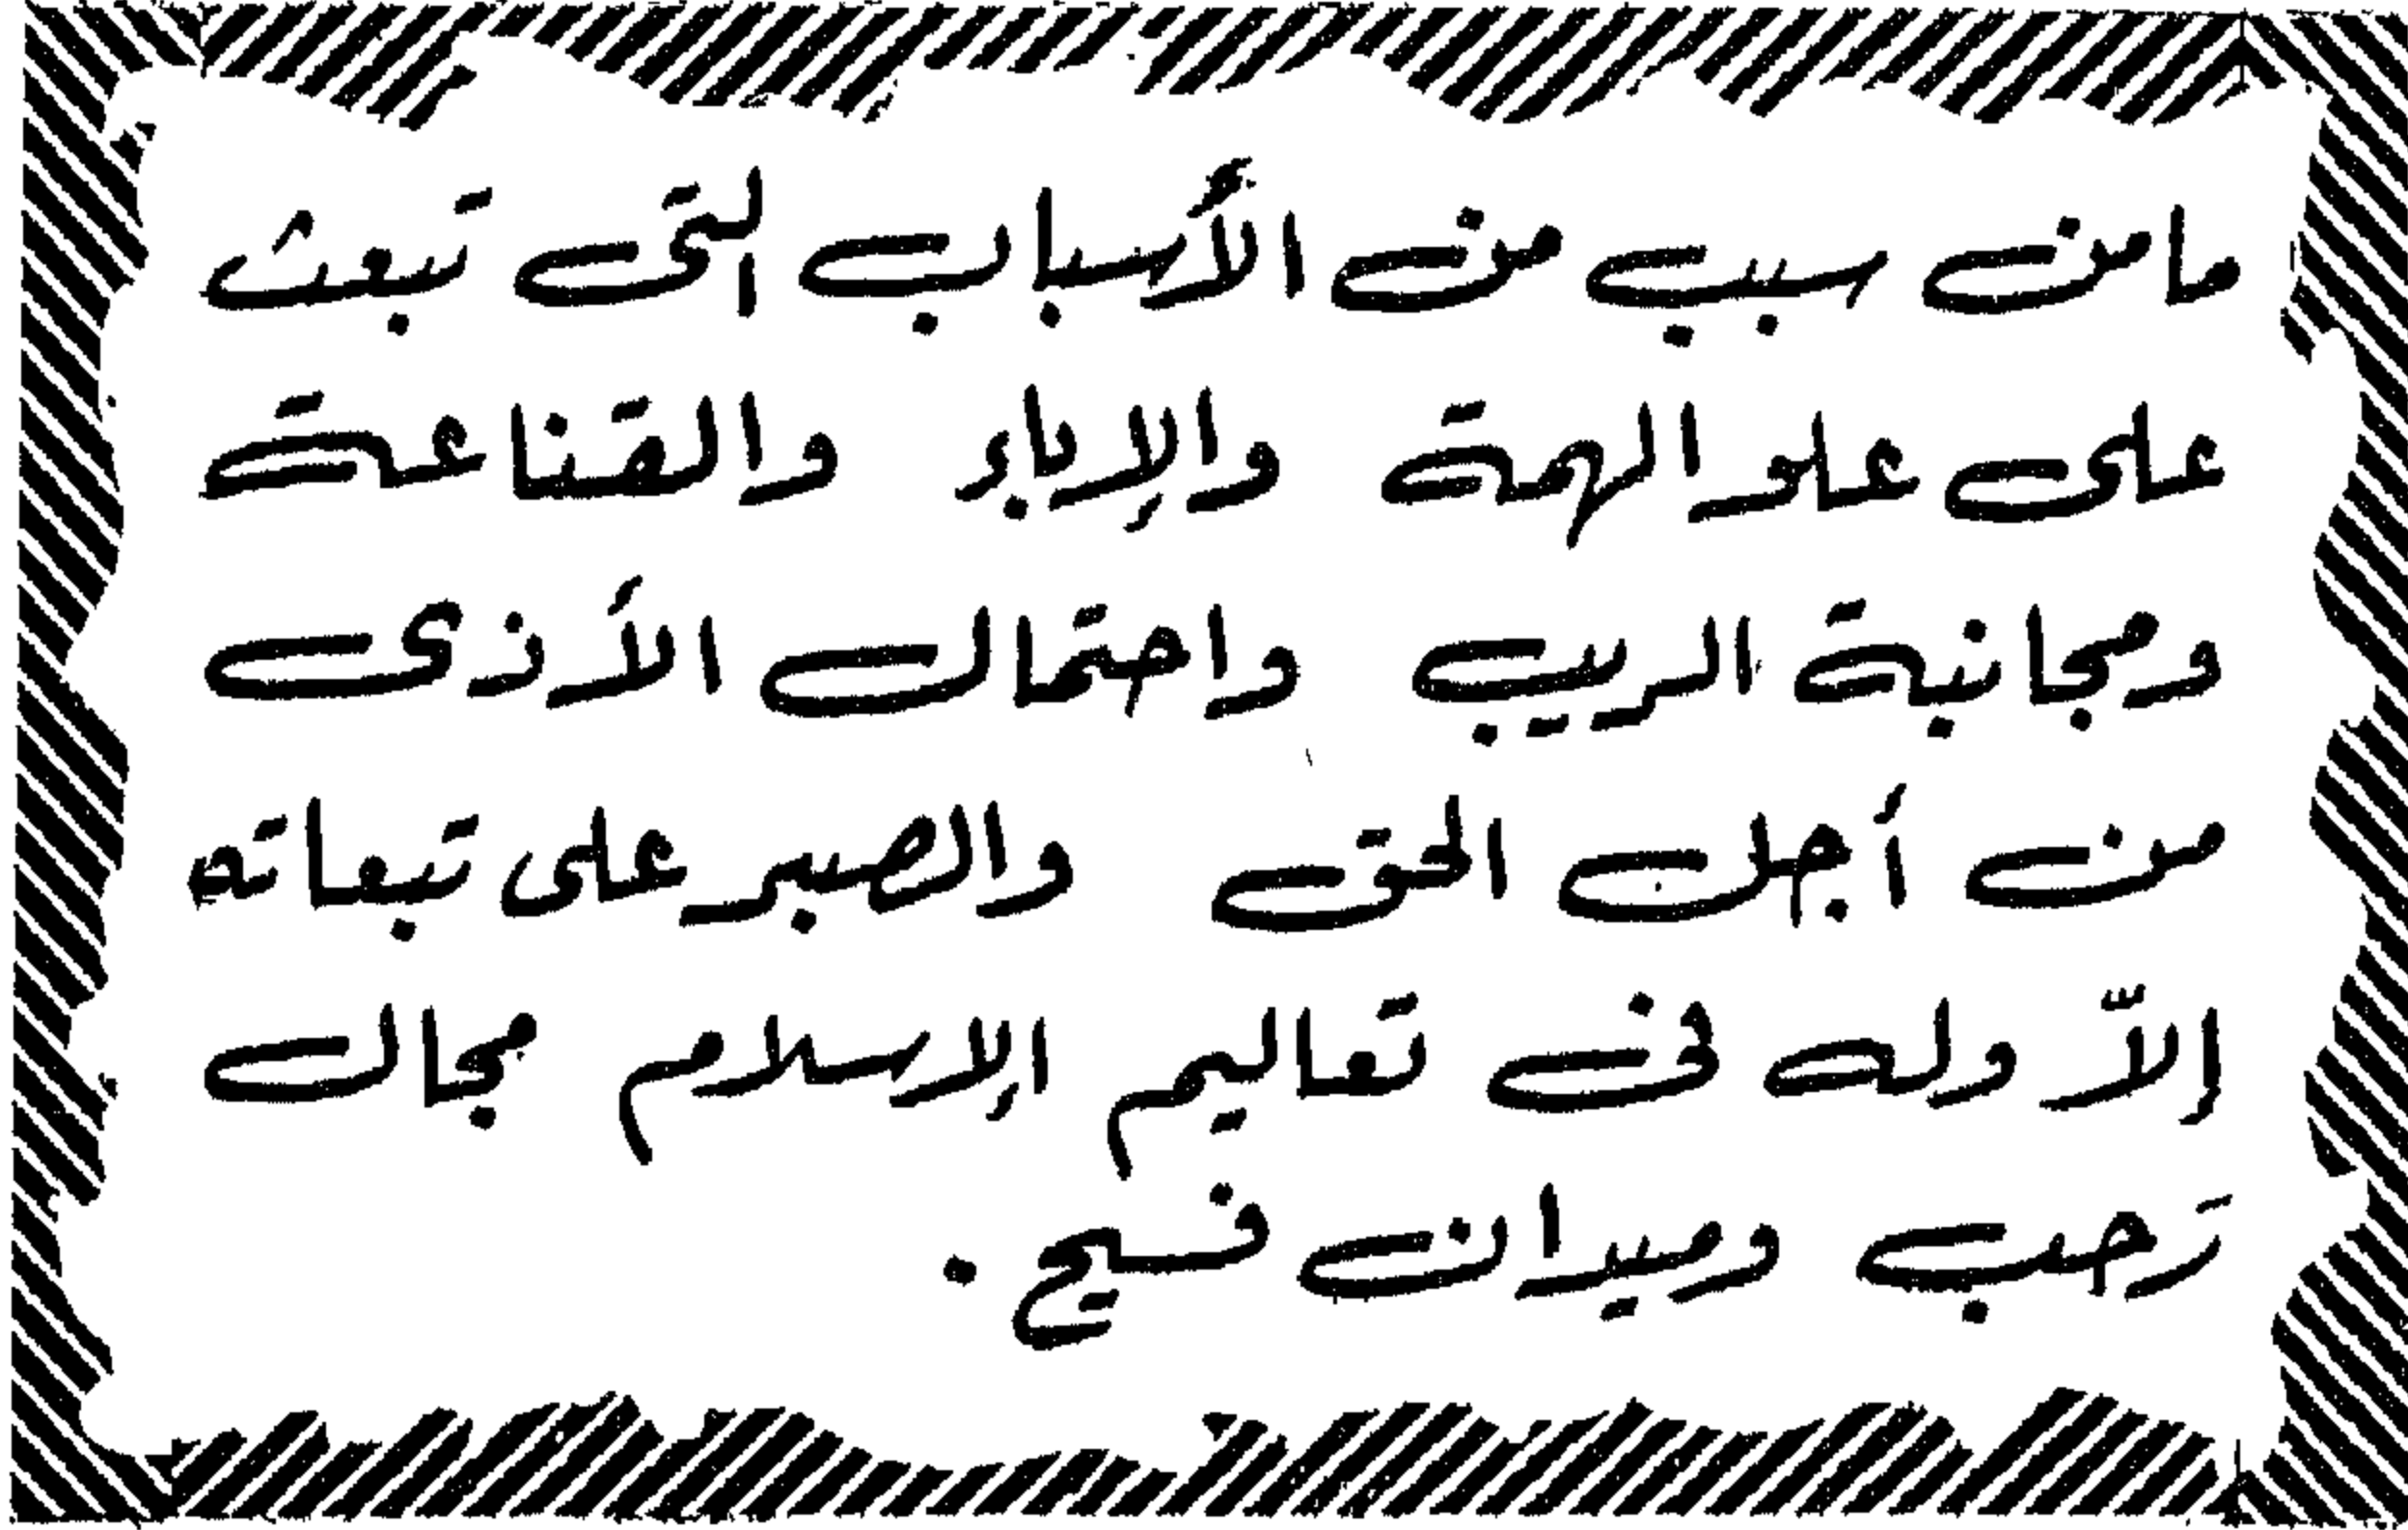 ما من سبب من الأسباب التى تبعث
على علو الهمة والإباء والقناعة
ومجانبة الريب واحتمال الأذى
من أجل الحق والصبر على تبعاته
إلاّ وله فى تعاليم الإسلام مجال
رَحب وميدان فسيح .